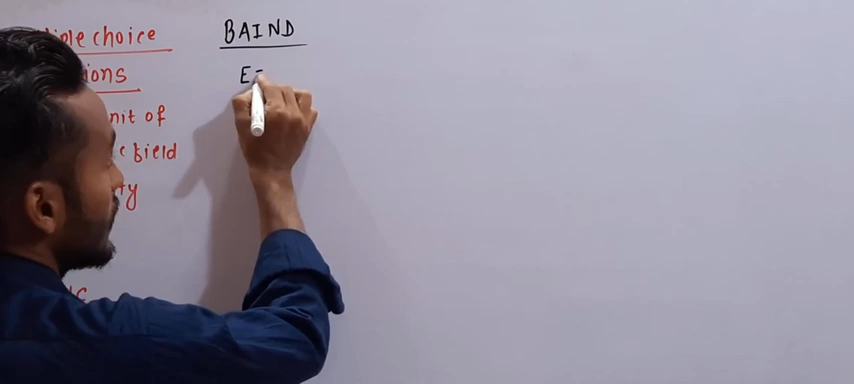 iple choice
ions
nit of
c field
ty
c
BAIND
E=